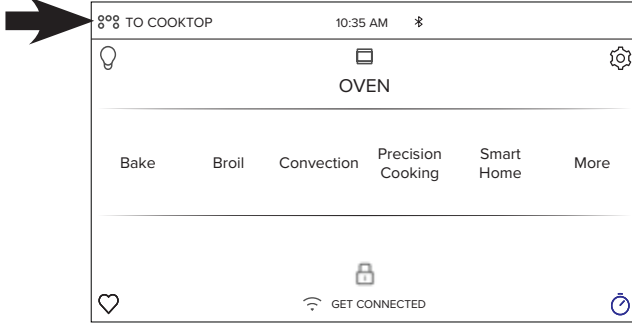 TO COOKTOP 10:35 AM
OVEN
Bake Broil Convection Precision Cooking Smart Home More
GET CONNECTED